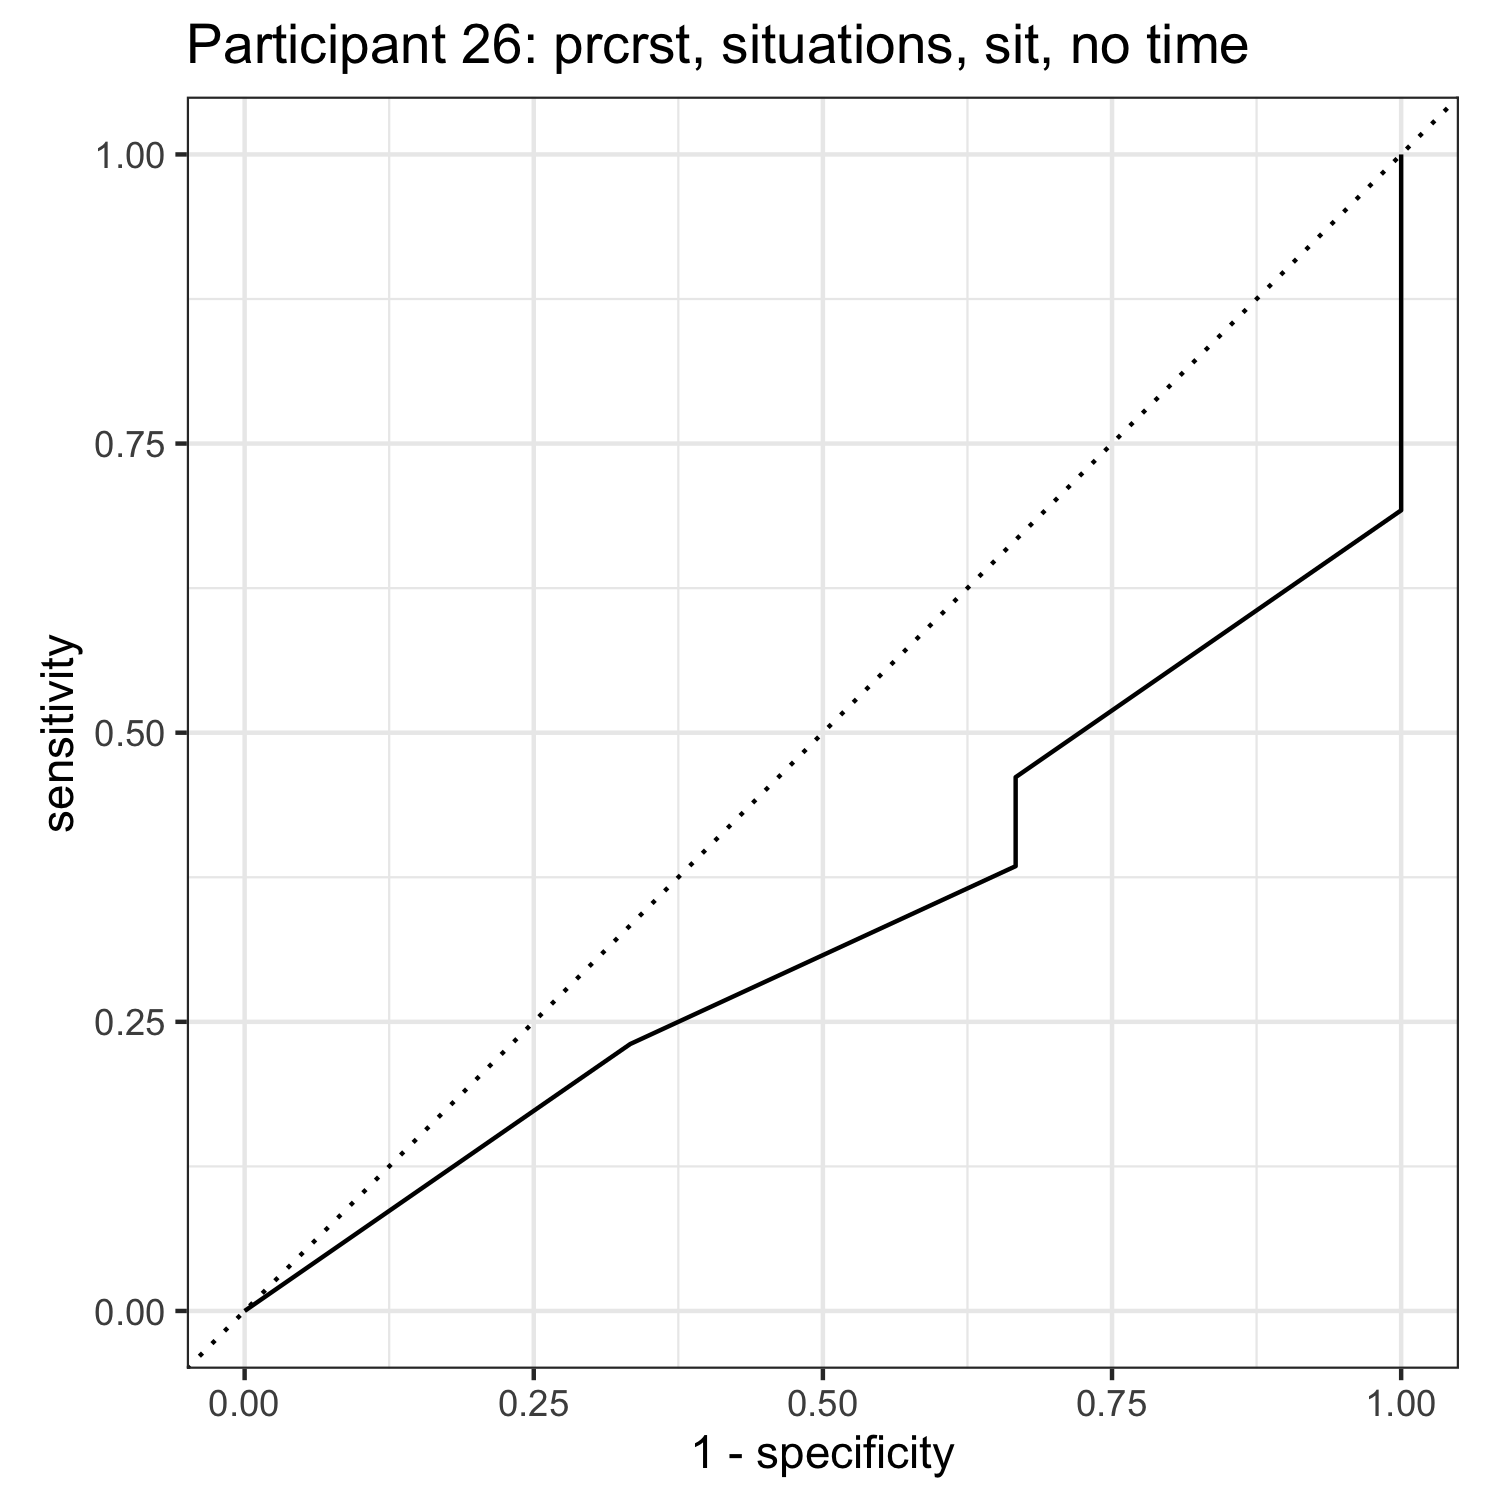 Participant 26: prcrst, situations, sit, no time
1.00
0.75
0.50
0.25
0.00
sensitivity
0.00 0.25 0.50 0.75 1.00
1 - specificity